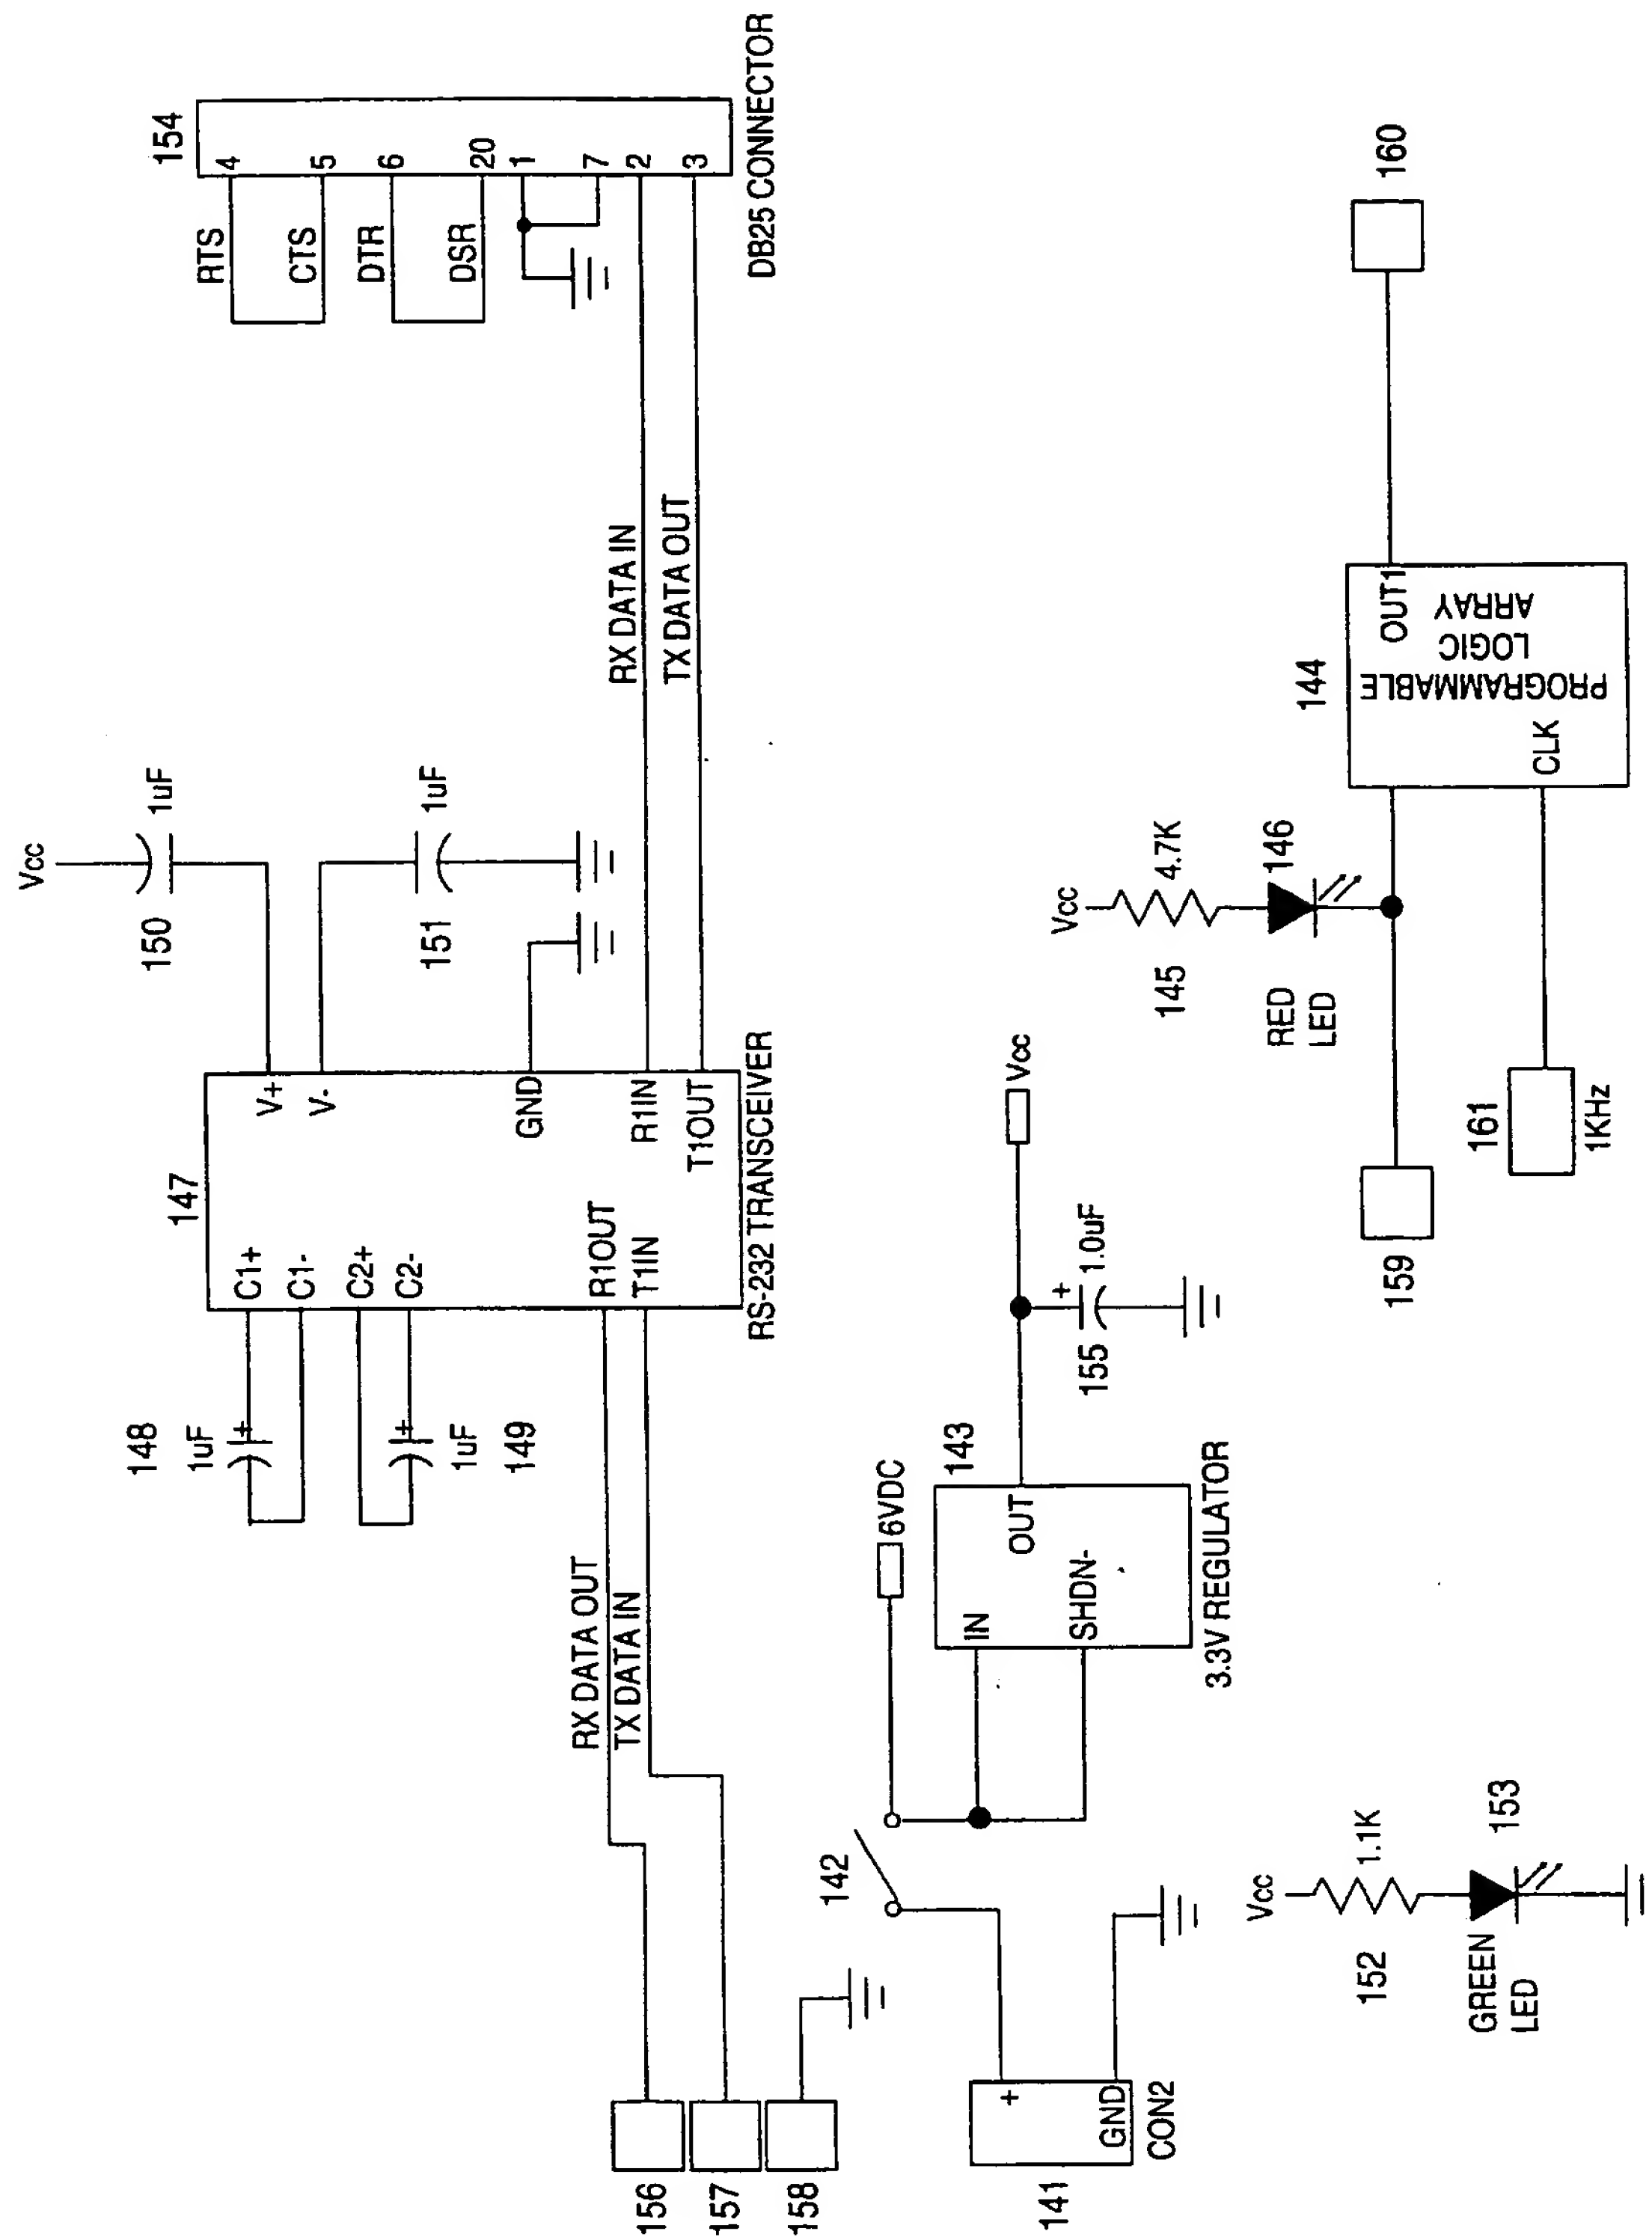 156
157
158
RX DATA OUT
TX DATA IN
148
1uF
+
+
1uF
149
147
C1+
C1-
C2+
C2-
R1OUT
T1IN
V+
V-
GND
R1IN
T1OUT
RS-232 TRANSCEIVER
Vcc
150
1uF
151
1uF
RX DATA IN
TX DATA OUT
154
RTS
4
CTS
5
DTR
6
DSR
20
1
7
2
3
DB25 CONNECTOR
141
+
GND
CON2
142
6VDC
143
IN
OUT
SHDN-
3.3V REGULATOR
Vcc
155
+
1.0uF
Vcc
152
1.1K
GREEN
LED
153
Vcc
145
4.7K
RED
LED
146
159
161
1KHz
144
OUT1
PROGRAMMABLE
LOGIC
ARRAY
CLK
160